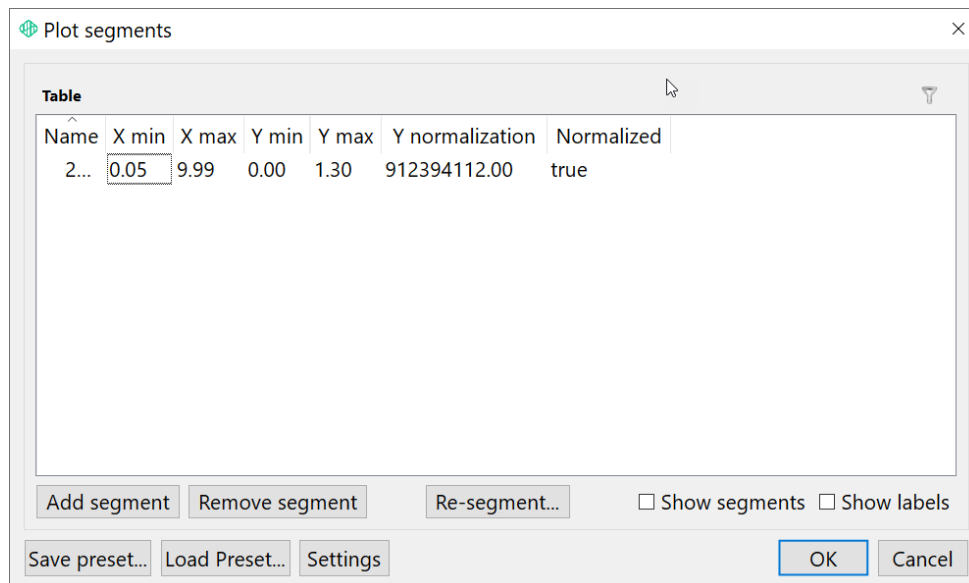 Plot segments
Table
Name X min X max Y min Y max Y normalization Normalized
2... 0.05 9.99 0.00 1.30 912394112.00 true
Add segment Remove segment Re-segment... Show segments Show labels
Save preset... Load Preset... Settings OK Cancel